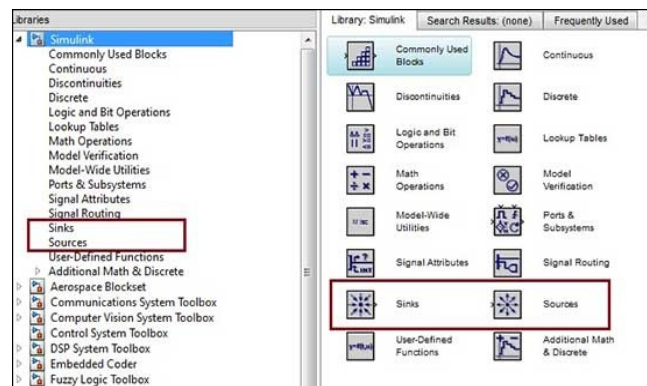 Libraries
Simulink
Commonly Used Blocks
Continuous
Discontinuities
Discrete
Logic and Bit Operations
Lookup Tables
Math Operations
Model Verification
Model-Wide Utilities
Ports & Subsystems
Signal Attributes
Signal Routing
Sinks
Sources
User-Defined Functions
Additional Math & Discrete
Aerospace Blockset
Communications System Toolbox
Computer Vision System Toolbox
Control System Toolbox
DSP System Toolbox
Embedded Coder
Fuzzy Logic Toolbox
Library: Simulink
Search Results: (none)
Frequently Used
Commonly Used
Blocks
Continuous
Discontinuities
Discrete
Logic and Bit
Operations
Lookup Tables
Math
Operations
Model
Verification
Model-Wide
Utilities
Ports &
Subsystems
Signal Attributes
Signal Routing
Sinks
Sources
User-Defined
Functions
Additional Math
& Discrete